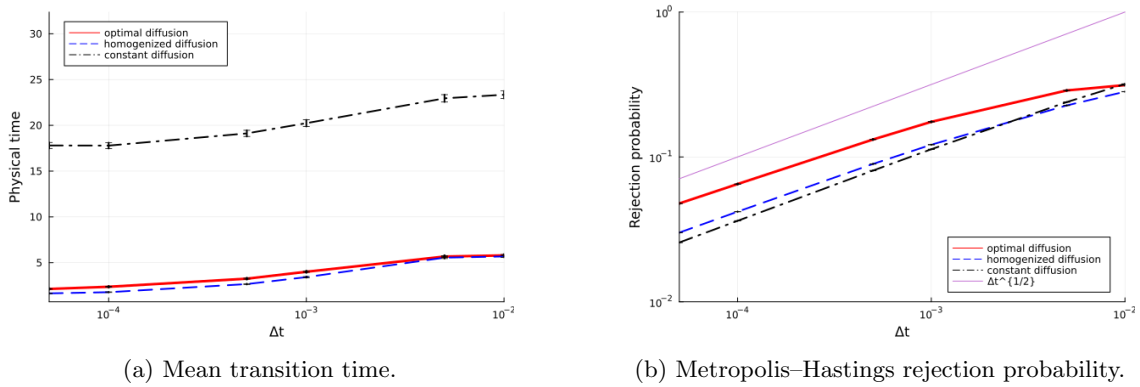 optimal diffusion
homogenized diffusion
constant diffusion
30
25
20
15
10
5
Physical time
10⁻⁴
10⁻³
10⁻²
Δt
(a) Mean transition time.
10⁰
10⁻¹
10⁻²
Rejection probability
optimal diffusion
homogenized diffusion
constant diffusion
Δt^{1/2}
10⁻⁴
10⁻³
10⁻²
Δt
(b) Metropolis–Hastings rejection probability.